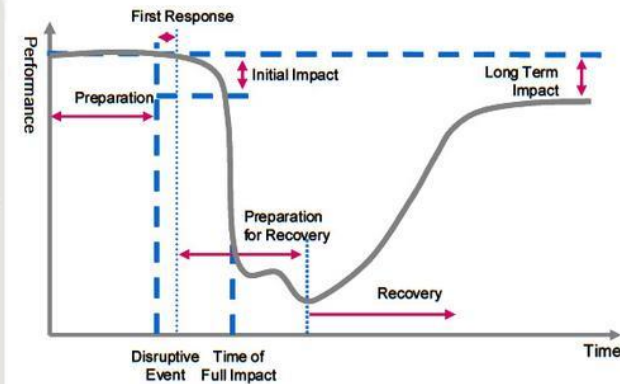 First Response
Performance
Initial Impact
Long Term
Impact
Preparation
Preparation
for Recovery
Recovery
Time
Disruptive
Event
Time of
Full Impact